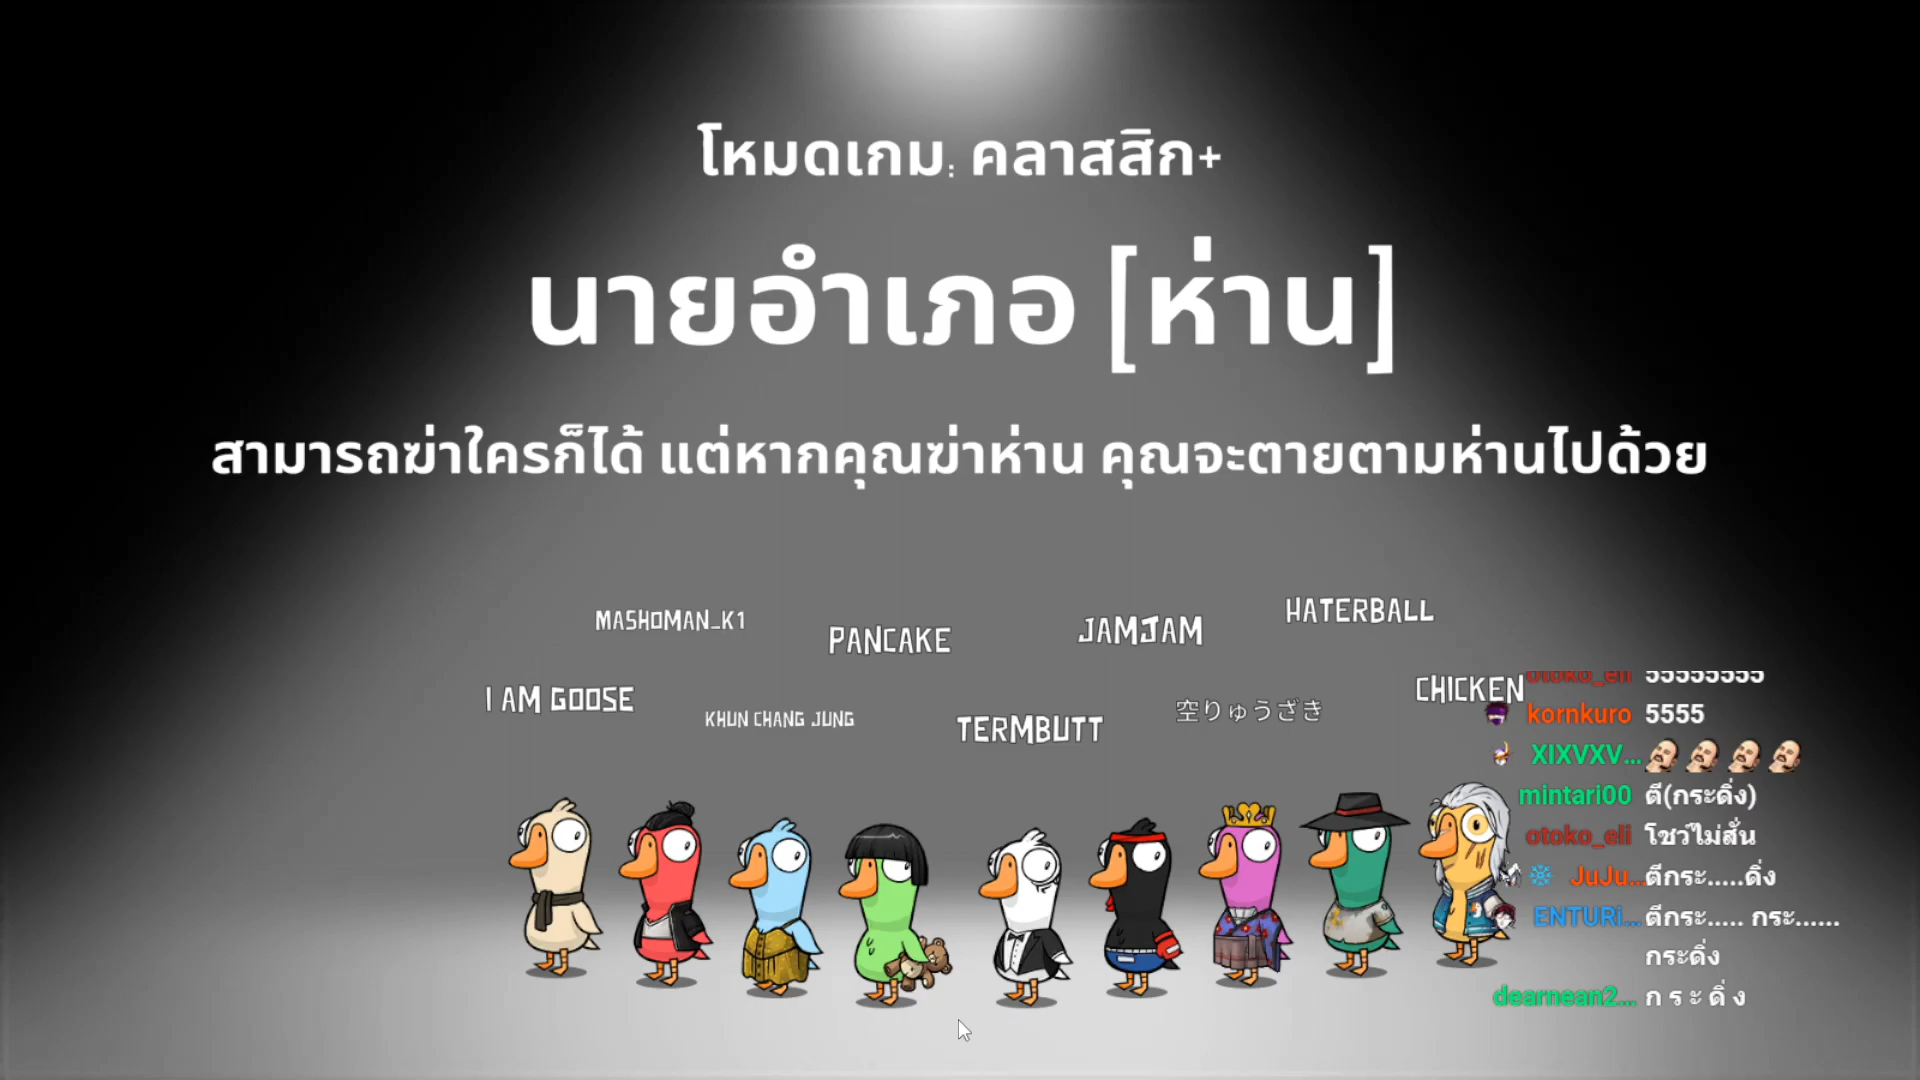 โหมดเกม: คลาสสิก+
นายอำเภอ [ห่าน]
สามารถฆ่าใครก็ได้ แต่หากคุณฆ่าห่าน คุณจะตายตามห่านไปด้วย
HATERBALL
MASHOMAN_K1
JAMJAM
PANCAKE
CHICKEN
I AM GOOSE
空りゅうざき
KHUN CHANG JUNG
TERMBUTT
otoko_eli 55555555
kornkuro 5555
XIXVXV...
mintari00 ตี(กระดิ่ง)
otoko_eli โชว์ไม่สั่น
JuJu... ตีกระ.....ดิ่ง
ENTURi... ตีกระ..... กระ......
กระดิ่ง
dearnean2... ก ร ะ ดิ่ ง